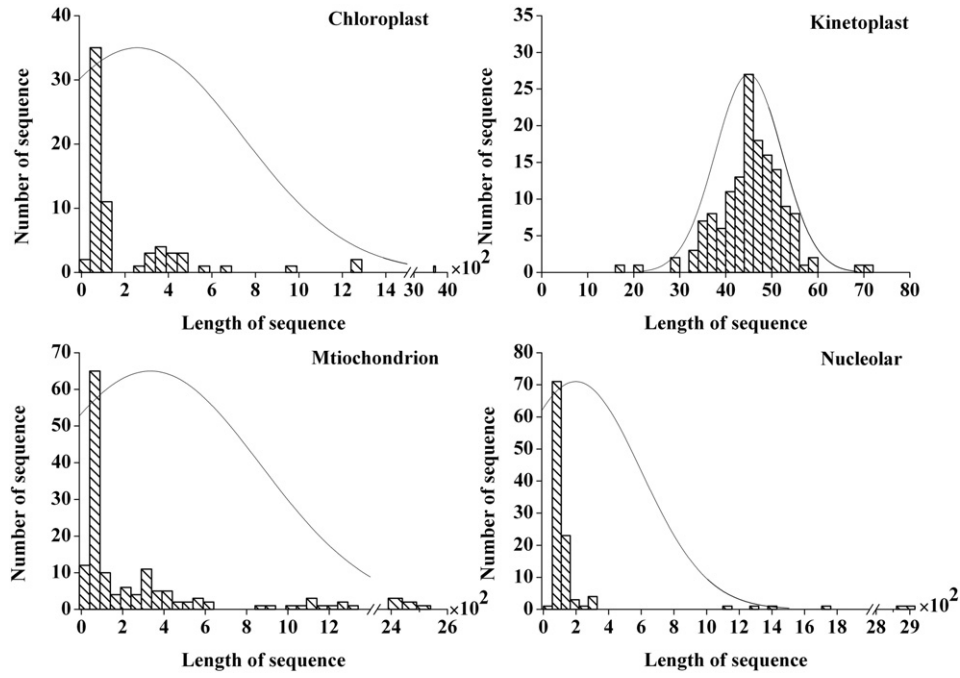 Chloroplast
Number of sequence
40
30
20
10
0
0 2 4 6 8 10 12 14 30 40 ×10²
Length of sequence
Kinetoplast
Number of sequence
35
30
25
20
15
10
5
0
0 10 20 30 40 50 60 70 80
Length of sequence
Mtiochondrion
Number of sequence
70
60
50
40
30
20
10
0
0 2 4 6 8 10 12 24 26 ×10²
Length of sequence
Nucleolar
Number of sequence
80
70
60
50
40
30
20
10
0
0 2 4 6 8 10 12 14 16 18 28 29 ×10²
Length of sequence